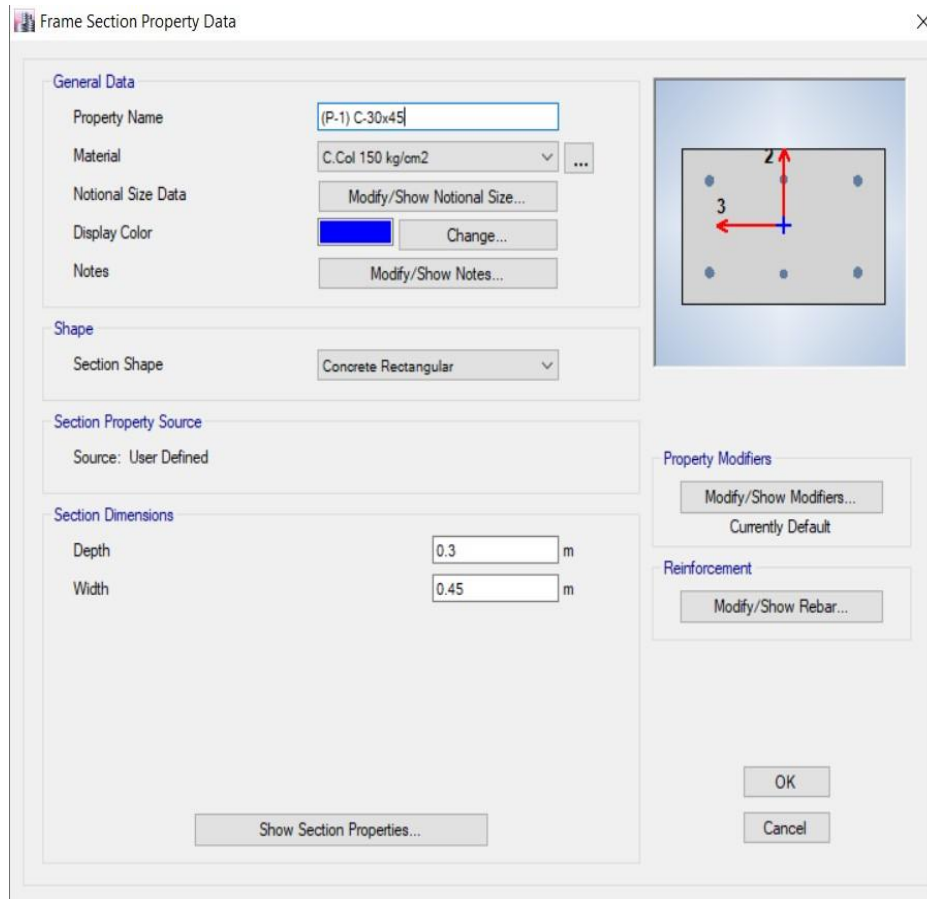 Frame Section Property Data
General Data
Property Name (P-1) C-30x45
Material C.Col 150 kg/cm2 ...
Notional Size Data Modify/Show Notional Size...
Display Color Change...
Notes Modify/Show Notes...
2
3
Shape
Section Shape Concrete Rectangular
Section Property Source
Source: User Defined
Property Modifiers
Modify/Show Modifiers...
Currently Default
Section Dimensions
Depth 0.3 m
Width 0.45 m
Reinforcement
Modify/Show Rebar...
Show Section Properties...
OK
Cancel